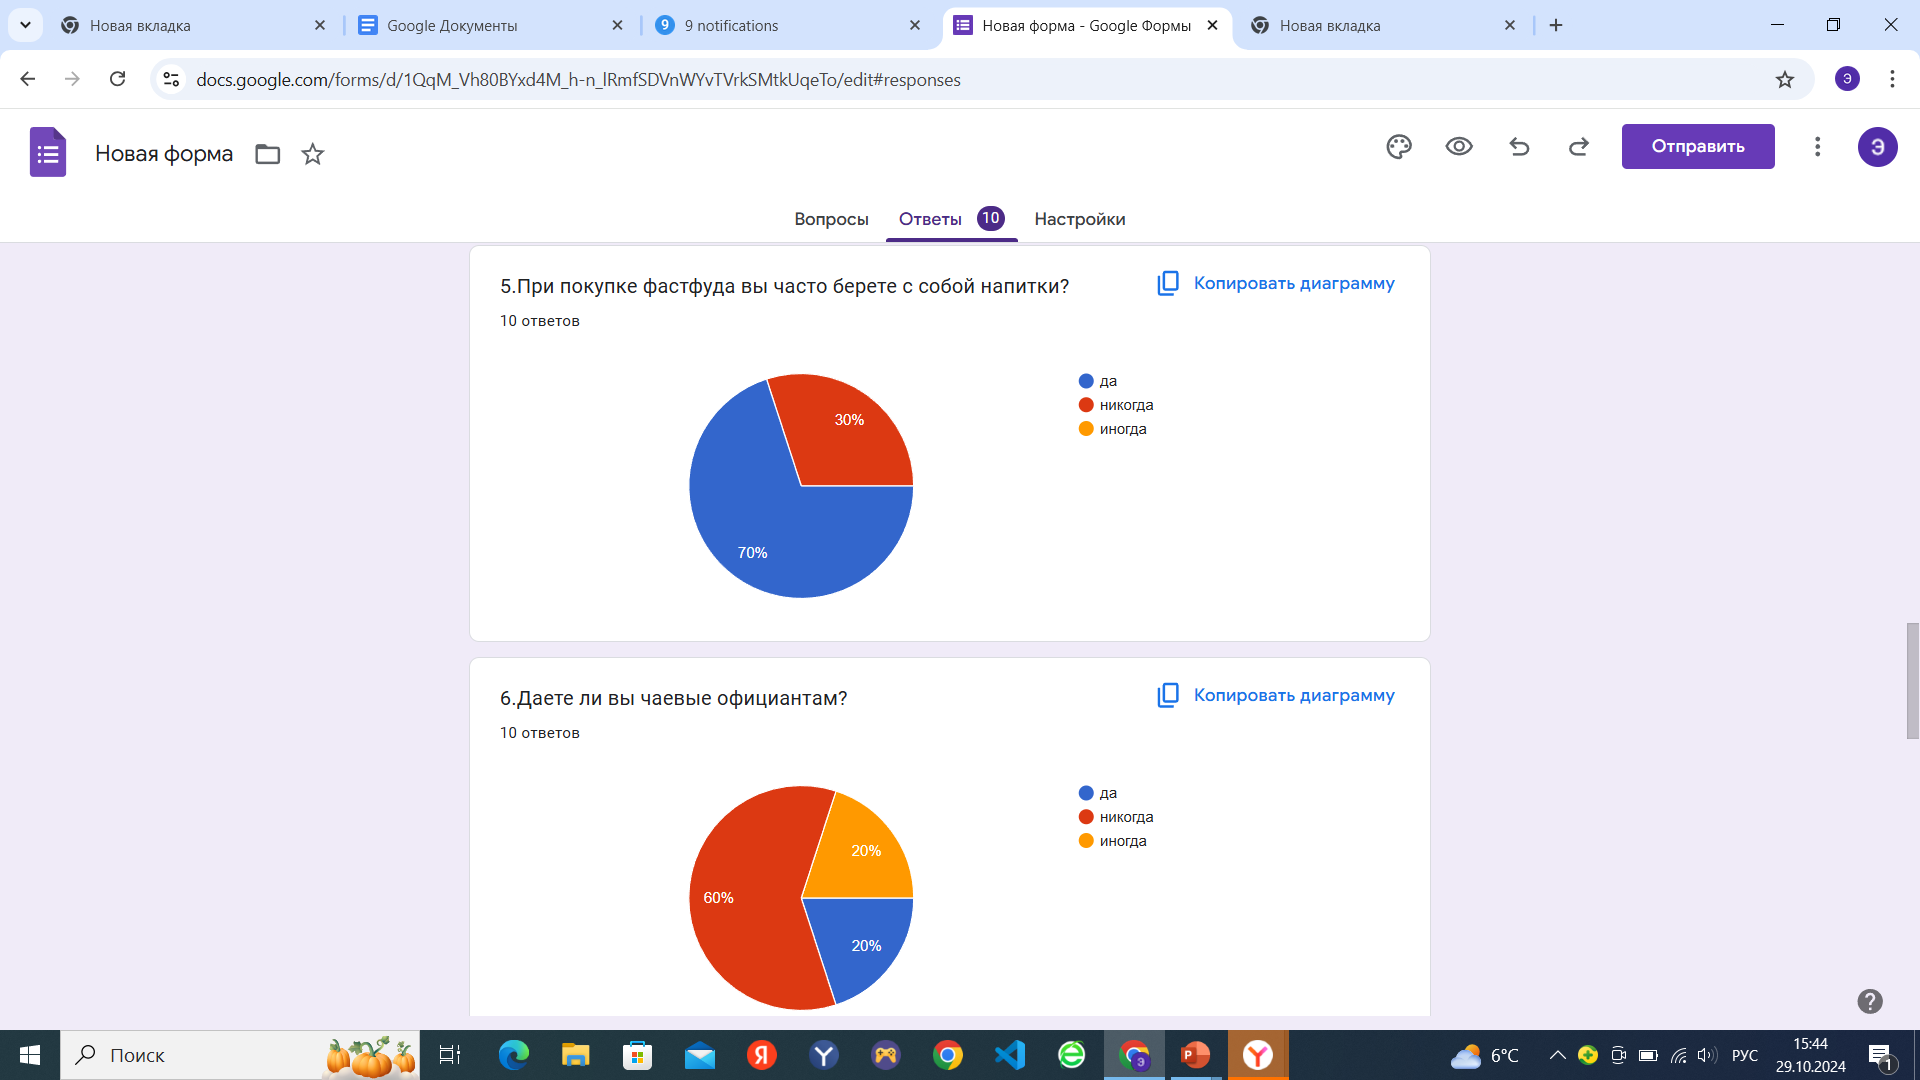 Новая вкладка
Google Документы
9
9 notifications
Новая форма - Google Формы
Новая вкладка
docs.google.com/forms/d/1QqM_Vh80BYxd4M_h-n_lRmfSDVnWYvTVrkSMtkUqeTo/edit#responses
Э
Новая форма
Отправить
Э
Вопросы
Ответы 10
Настройки
5.При покупке фастфуда вы часто берете с собой напитки?
Копировать диаграмму
10 ответов
да
никогда
иногда
30%
70%
6.Даете ли вы чаевые официантам?
Копировать диаграмму
10 ответов
да
никогда
иногда
20%
60%
20%
Поиск
6°C
РУС
15:44
29.10.2024
1